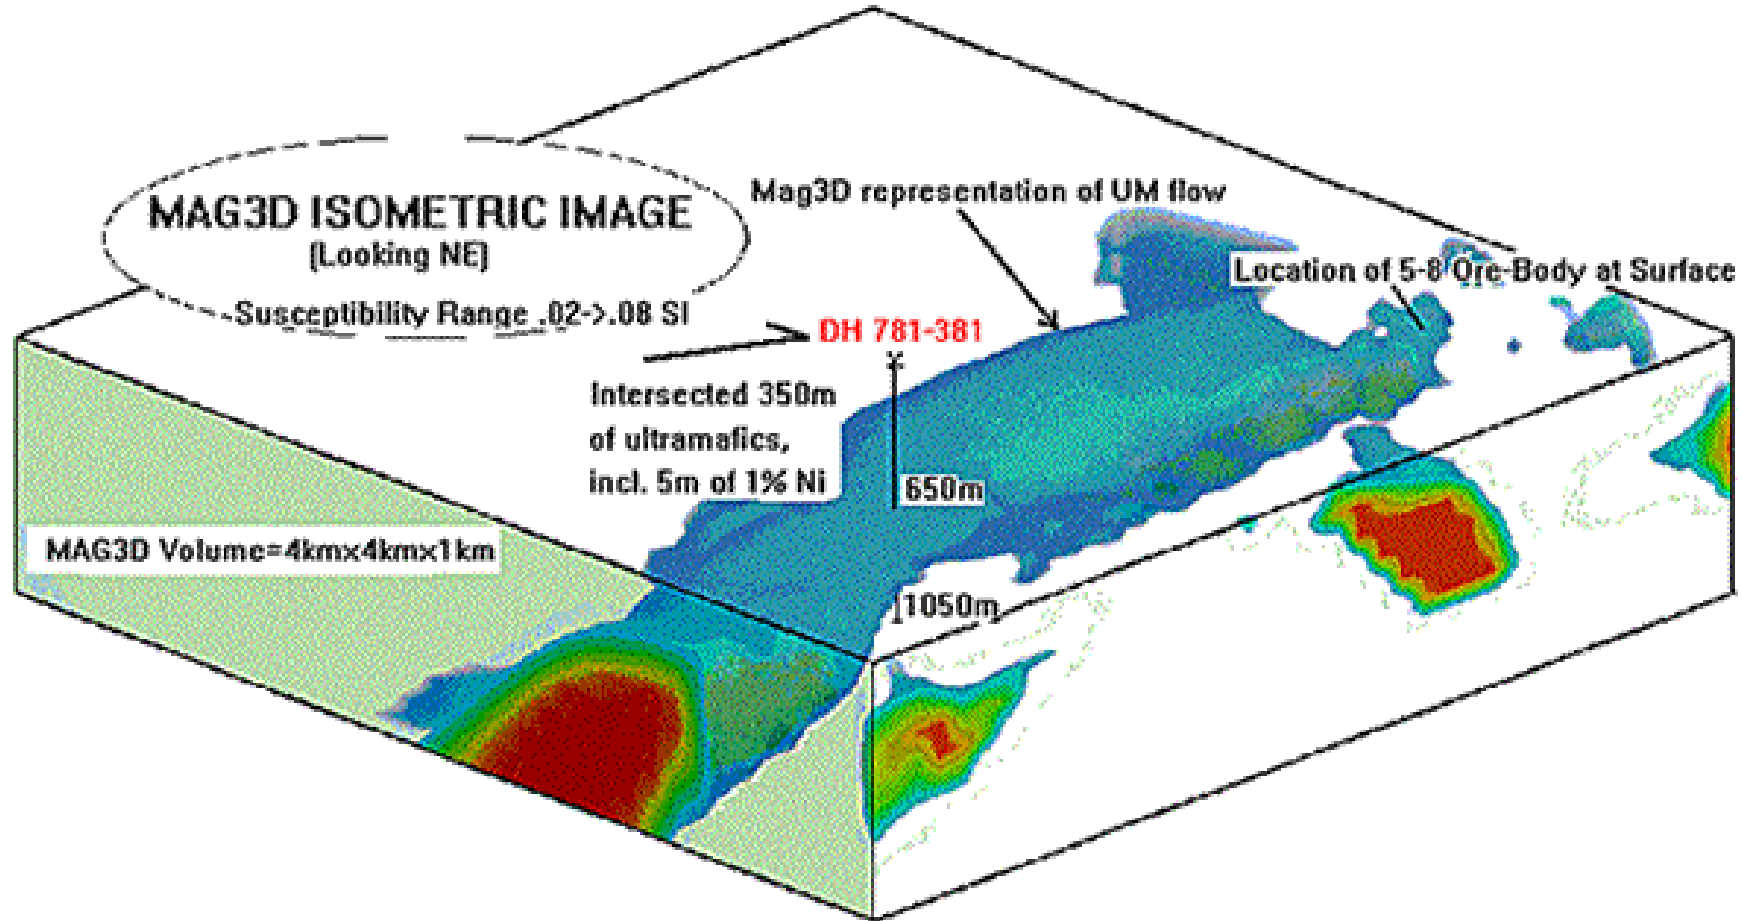 MAG3D ISOMETRIC IMAGE
(Looking NE)
Susceptibility Range .02->.08 SI
Mag3D representation of UM flow
Location of 5-8 Ore-Body at Surface
DH 781-381
Intersected 350m
of ultramafics,
incl. 5m of 1% Ni
650m
MAG3D Volume=4kmx4kmx1km
1050m